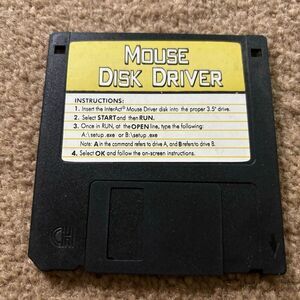 MOUSE
DISK DRIVER
INSTRUCTIONS:
1. Insert the InterAct® Mouse Driver disk into the proper 3.5" drive.
2. Select START and then RUN.
3. Once in RUN, at the OPEN line, type the following:
A:\setup.exe or B:\setup.exe
Note: A in the command refers to drive A, and B refers to drive B.
4. Select OK and follow the on-screen instructions.